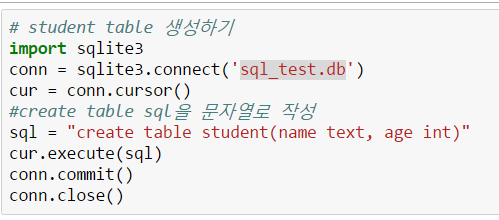 # student table 생성하기
import sqlite3
conn = sqlite3.connect('sql_test.db')
cur = conn.cursor()
#create table sql을 문자열로 작성
sql = "create table student(name text, age int)"
cur.execute(sql)
conn.commit()
conn.close()